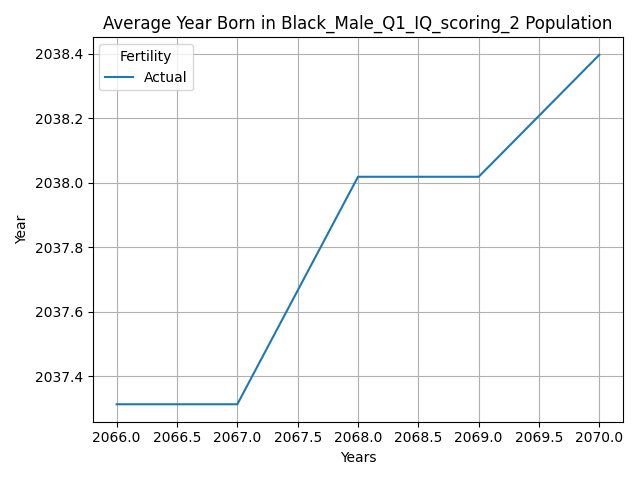 Average Year Born in Black_Male_Q1_IQ_scoring_2 Population
Fertility
Actual
2038.4
2038.2
2038.0
2037.8
2037.6
2037.4
Year
2066.0 2066.5 2067.0 2067.5 2068.0 2068.5 2069.0 2069.5 2070.0
Years